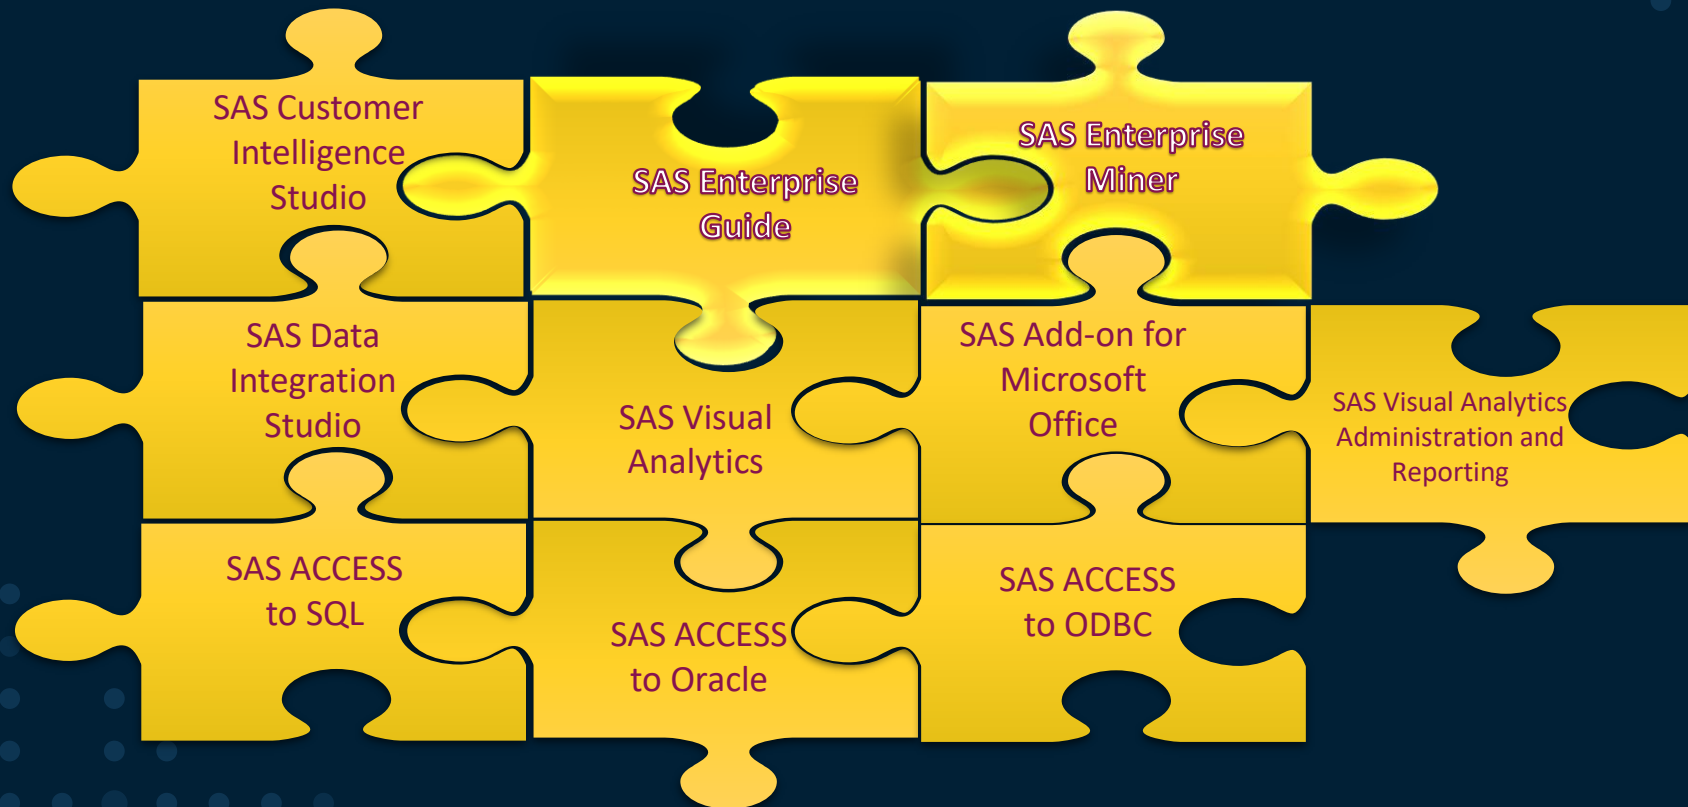 SAS Customer
Intelligence
Studio
SAS Enterprise
Guide
SAS Enterprise
Miner
SAS Data
Integration
Studio
SAS Visual
Analytics
SAS Add-on for
Microsoft
Office
SAS Visual Analytics
Administration and
Reporting
SAS ACCESS
to SQL
SAS ACCESS
to Oracle
SAS ACCESS
to ODBC